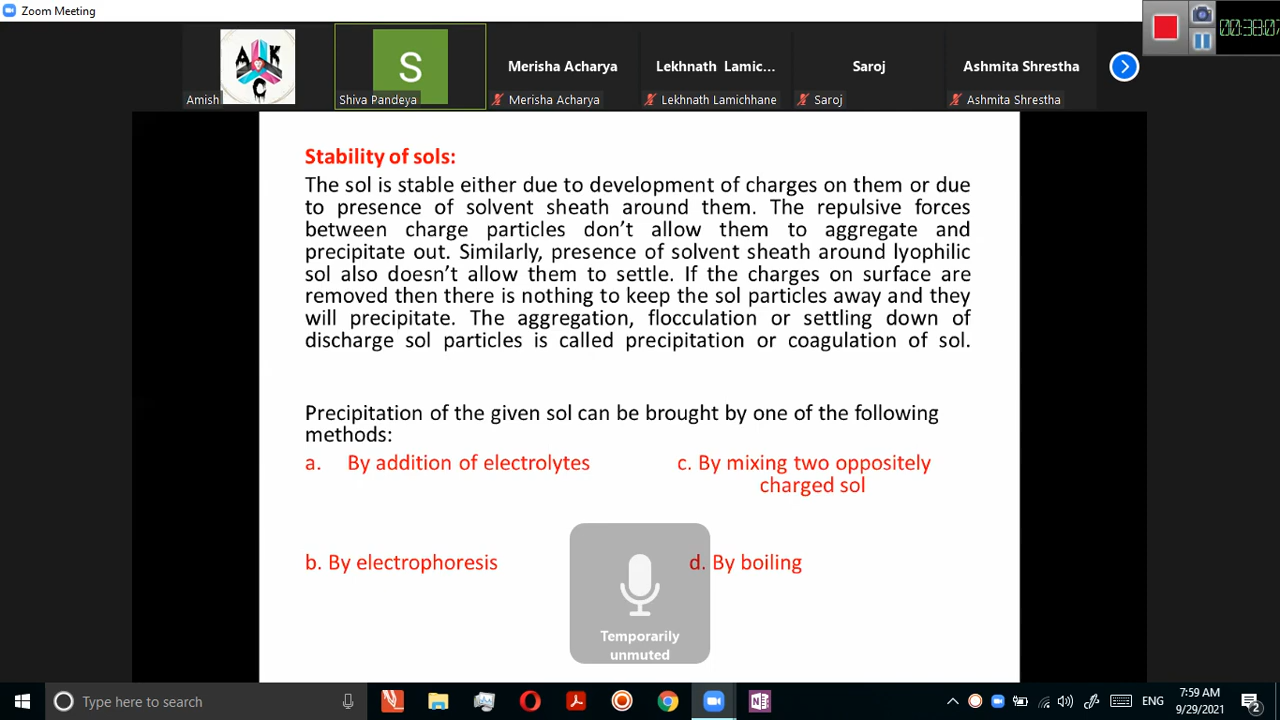 Zoom Meeting
00:38:07
A K
C
S
Merisha Acharya
Lekhnath Lamic...
Saroj
Ashmita Shrestha
Amish
Shiva Pandeya
Merisha Acharya
Lekhnath Lamichhane
Saroj
Ashmita Shrestha
Stability of sols:
The sol is stable either due to development of charges on them or due
to presence of solvent sheath around them. The repulsive forces
between charge particles don’t allow them to aggregate and
precipitate out. Similarly, presence of solvent sheath around lyophilic
sol also doesn’t allow them to settle. If the charges on surface are
removed then there is nothing to keep the sol particles away and they
will precipitate. The aggregation, flocculation or settling down of
discharge sol particles is called precipitation or coagulation of sol.
Precipitation of the given sol can be brought by one of the following
methods:
a. By addition of electrolytes
c. By mixing two oppositely
charged sol
b. By electrophoresis
d. By boiling
Temporarily
unmuted
Type here to search
ENG
7:59 AM
9/29/2021
2